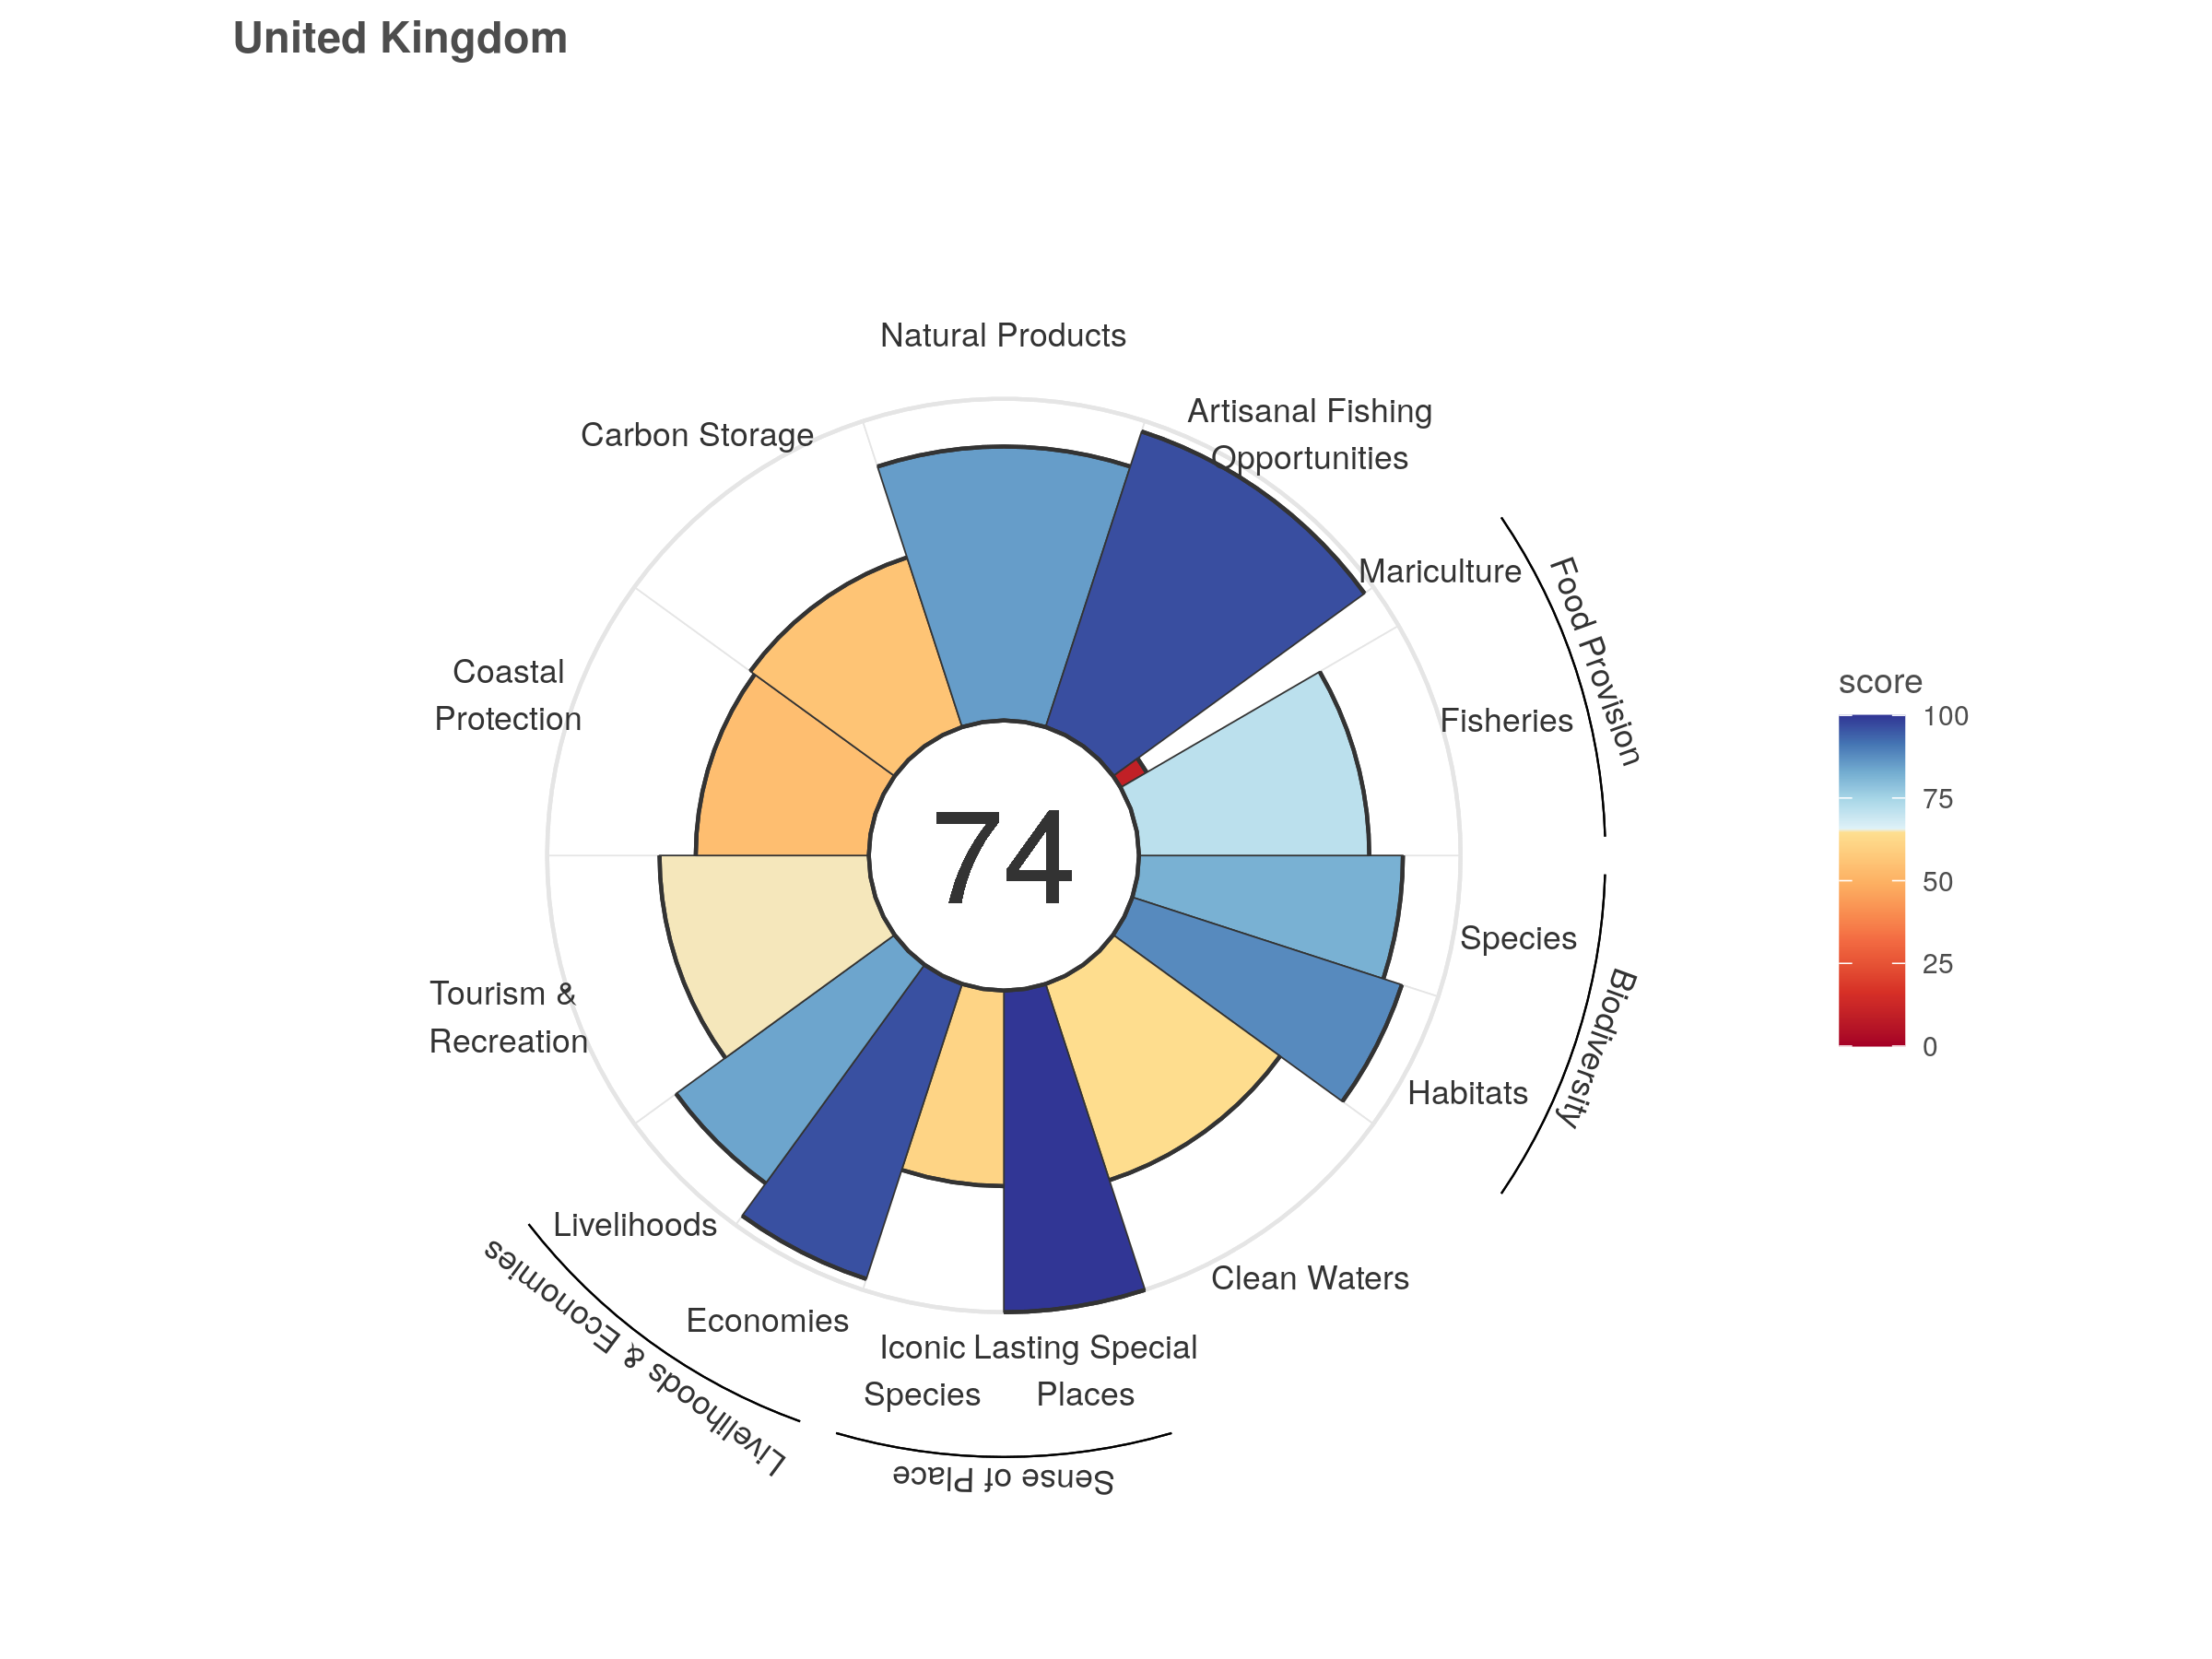 United Kingdom
Natural Products
Artisanal Fishing
Opportunities
Carbon Storage
Mariculture
Food Provision
Coastal
Protection
Fisheries
score
100
75
50
25
0
74
Species
Biodiversity
Tourism &
Recreation
Habitats
Livelihoods
Clean Waters
Livelihoods & Economies
Economies
Iconic
Species
Lasting Special
Places
Sense of Place